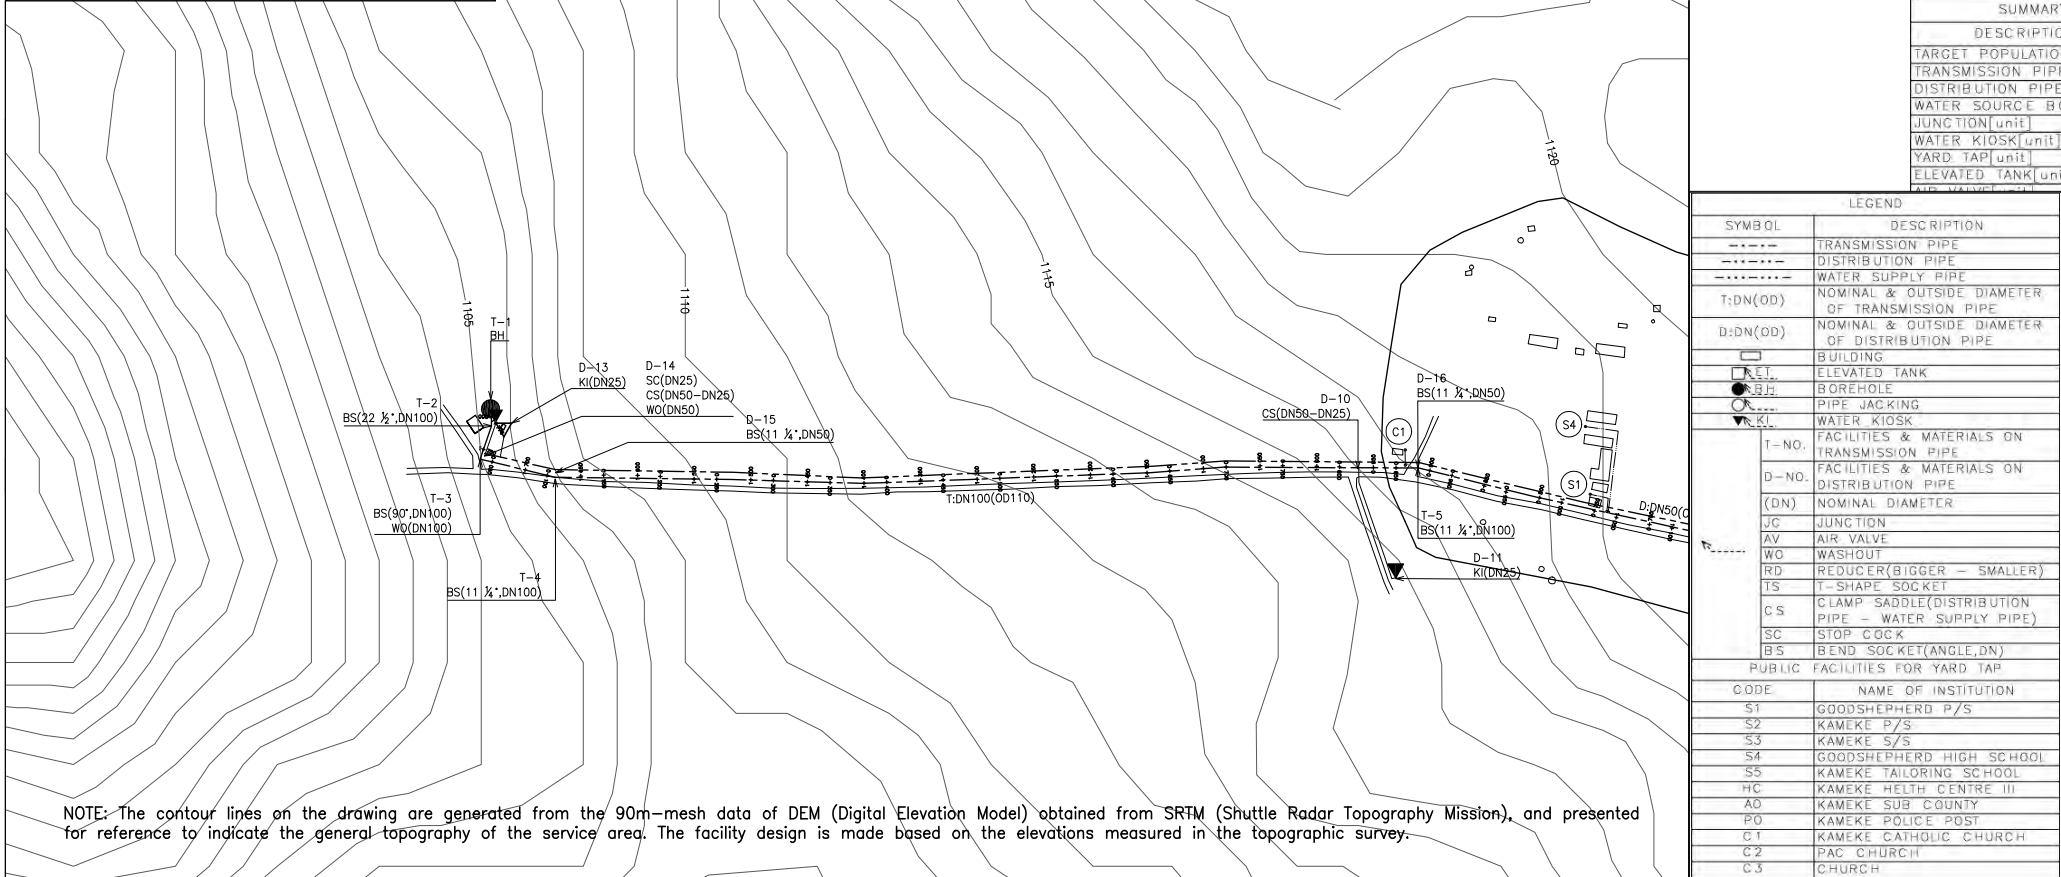 1120
1105
1110
1115
T-1
BH
D-13
KI(DN25)
D-14
SC(DN25)
CS(DN50-DN25)
WO(DN50)
D-15
BS(11 ¼°,DN50)
T-2
BS(22 ½°,DN100)
T-3
BS(90°,DN100)
WO(DN100)
T-4
BS(11 ¼°,DN100)
T:DN100(OD110)
D-10
CS(DN50-DN25)
D-16
BS(11 ¼°,DN50)
C1
S4
S1
T-5
BS(11 ¼°,DN100)
D-11
KI(DN25)
D:DN50(O
NOTE: The contour lines on the drawing are generated from the 90m-mesh data of DEM (Digital Elevation Model) obtained from SRTM (Shuttle Radar Topography Mission), and presented
for reference to indicate the general topography of the service area. The facility design is made based on the elevations measured in the topographic survey.
SUMMAR
DESCRIPTIO
TARGET POPULATIO
TRANSMISSION PIPE
DISTRIBUTION PIPE
WATER SOURCE BO
JUNCTION[unit]
WATER KIOSK[unit]
YARD TAP[unit]
ELEVATED TANK[uni
AIR VALVE[unit]
LEGEND
SYMBOL DESCRIPTION
TRANSMISSION PIPE
DISTRIBUTION PIPE
WATER SUPPLY PIPE
T:DN(OD) NOMINAL & OUTSIDE DIAMETER
OF TRANSMISSION PIPE
D:DN(OD) NOMINAL & OUTSIDE DIAMETER
OF DISTRIBUTION PIPE
BUILDING
ET ELEVATED TANK
BH BOREHOLE
PIPE JACKING
KI WATER KIOSK
T-NO. FACILITIES & MATERIALS ON
TRANSMISSION PIPE
D-NO. FACILITIES & MATERIALS ON
DISTRIBUTION PIPE
(DN) NOMINAL DIAMETER
JC JUNCTION
AV AIR VALVE
WO WASHOUT
RD REDUCER(BIGGER - SMALLER)
TS T-SHAPE SOCKET
CS CLAMP SADDLE(DISTRIBUTION
PIPE - WATER SUPPLY PIPE)
SC STOP COCK
BS BEND SOCKET(ANGLE,DN)
PUBLIC FACILITIES FOR YARD TAP
CODE NAME OF INSTITUTION
S1 GOODSHEPHERD P/S
S2 KAMEKE P/S
S3 KAMEKE S/S
S4 GOODSHEPHERD HIGH SCHOOL
S5 KAMEKE TAILORING SCHOOL
HC KAMEKE HELTH CENTRE III
AO KAMEKE SUB COUNTY
PO KAMEKE POLICE POST
C1 KAMEKE CATHOLIC CHURCH
C2 PAC CHURCH
C3 CHURCH